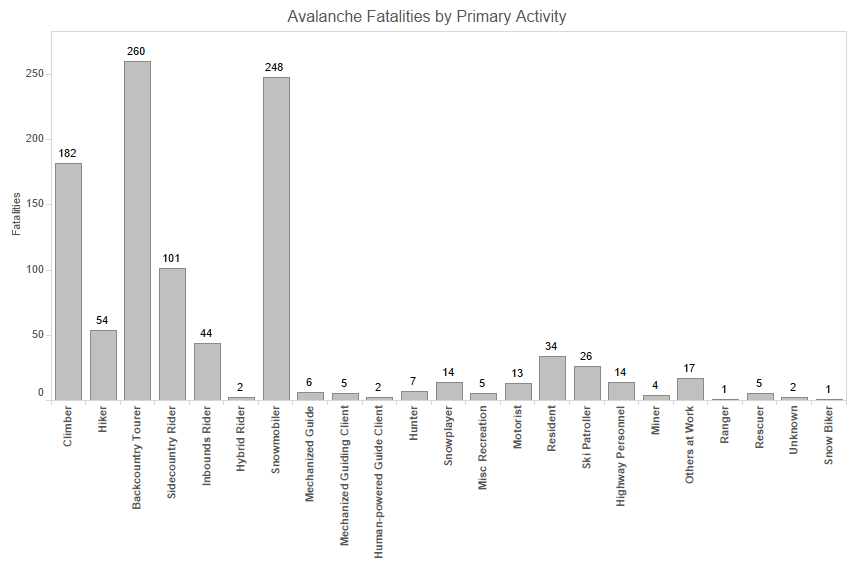 Avalanche Fatalities by Primary Activity
Fatalities
250
200
150
100
50
0
182
54
260
101
44
2
248
6
5
2
7
14
5
13
34
26
14
4
17
1
5
2
1
Climber
Hiker
Backcountry Tourer
Sidecountry Rider
Inbounds Rider
Hybrid Rider
Snowmobiler
Mechanized Guide
Mechanized Guiding Client
Human-powered Guide Client
Hunter
Snowplayer
Misc Recreation
Motorist
Resident
Ski Patroller
Highway Personnel
Miner
Others at Work
Ranger
Rescuer
Unknown
Snow Biker